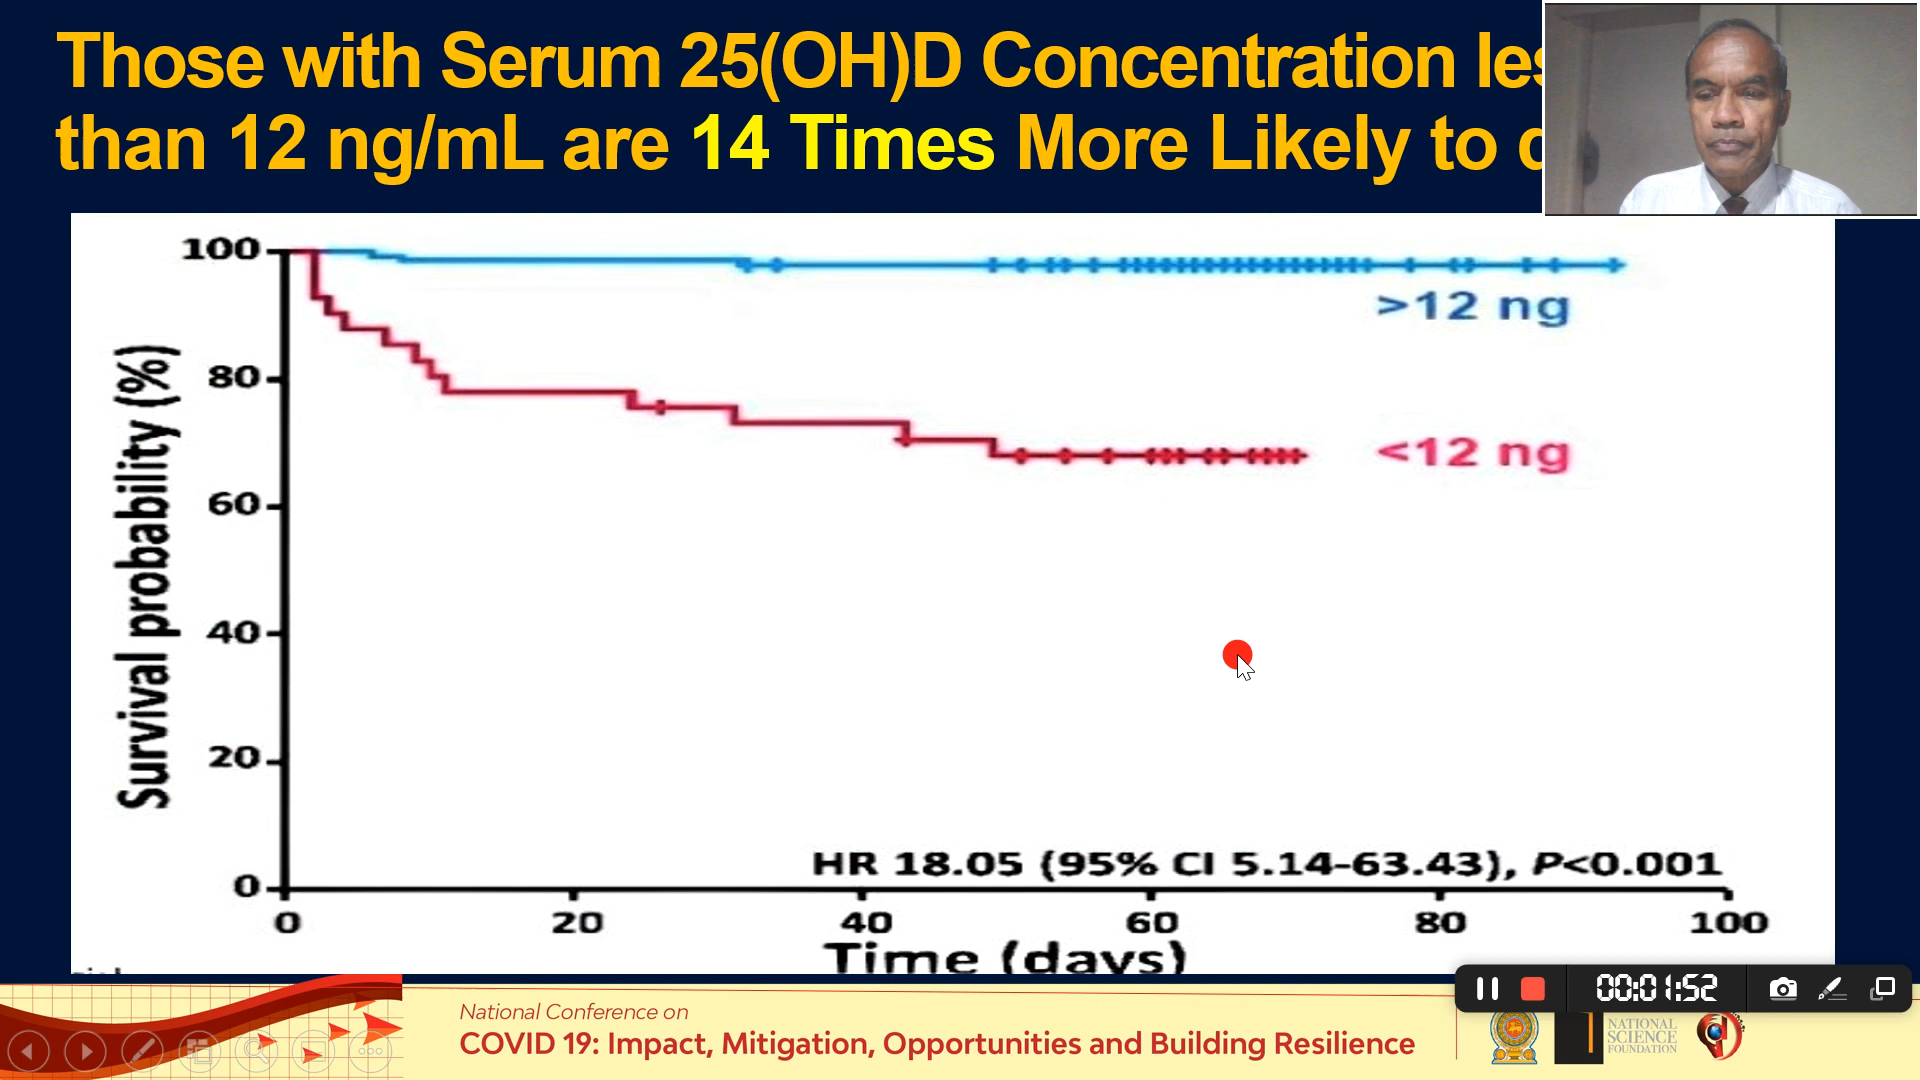 Those with Serum 25(OH)D Concentration les
than 12 ng/mL are 14 Times More Likely to
100
80
60
40
20
0
Survival probability (%)
>12 ng
<12 ng
HR 18.05 (95% CI 5.14-63.43), P<0.001
0 20 40 60 80 100
Time (days)
00:01:52
National Conference on
COVID 19: Impact, Mitigation, Opportunities and Building Resilience
NATIONAL
SCIENCE
FOUNDATION